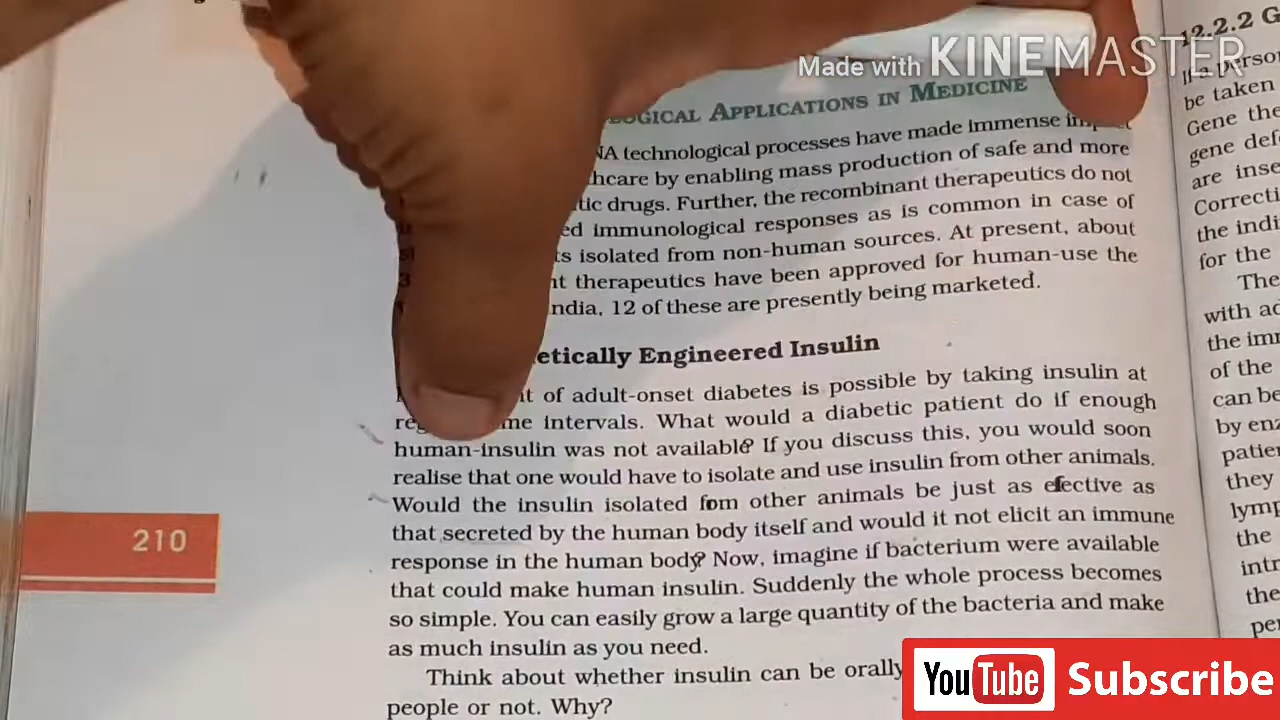 Made with KINEMASTER
LOGICAL APPLICATIONS IN MEDICINE
NA technological processes have made immense impact
hcare by enabling mass production of safe and more
tic drugs. Further, the recombinant therapeutics do not
ed immunological responses as is common in case of
ts isolated from non-human sources. At present, about
3 nt therapeutics have been approved for human-use the
ndia, 12 of these are presently being marketed.
etically Engineered Insulin
t of adult-onset diabetes is possible by taking insulin at
reg me intervals. What would a diabetic patient do if enough
human-insulin was not available? If you discuss this, you would soon
realise that one would have to isolate and use insulin from other animals.
Would the insulin isolated from other animals be just as effective as
that secreted by the human body itself and would it not elicit an immune
response in the human body? Now, imagine if bacterium were available
that could make human insulin. Suddenly the whole process becomes
so simple. You can easily grow a large quantity of the bacteria and make
as much insulin as you need.
Think about whether insulin can be orally
people or not. Why?
210
12.2.2 G
If a perso
be taken
Gene the
gene def
are inse
Correcti
the indi
for the
The
with ad
the imm
of the
can be
by enz
patie
they
lymp
the
intr
the
per
YouTube Subscribe